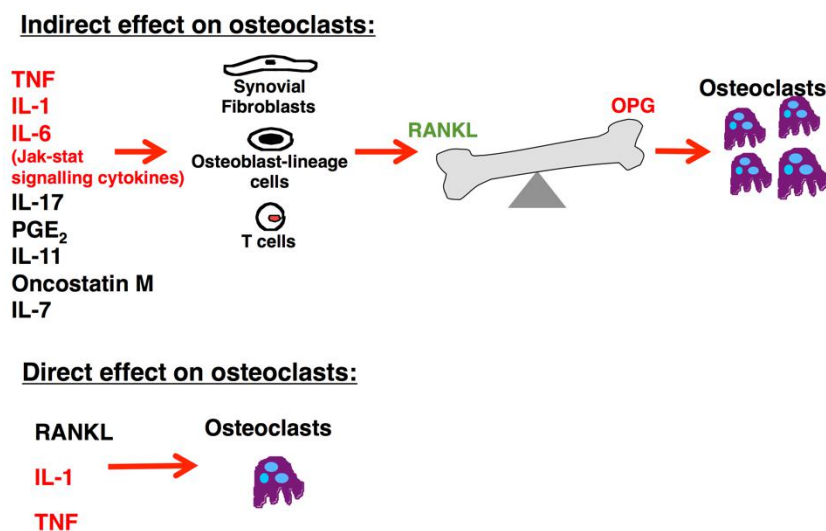 Indirect effect on osteoclasts:
TNF
IL-1
IL-6
(Jak-stat
signalling cytokines)
IL-17
PGE₂
IL-11
Oncostatin M
IL-7
Synovial
Fibroblasts
Osteoblast-lineage
cells
T cells
RANKL
OPG
Osteoclasts
Direct effect on osteoclasts:
RANKL
IL-1
TNF
Osteoclasts